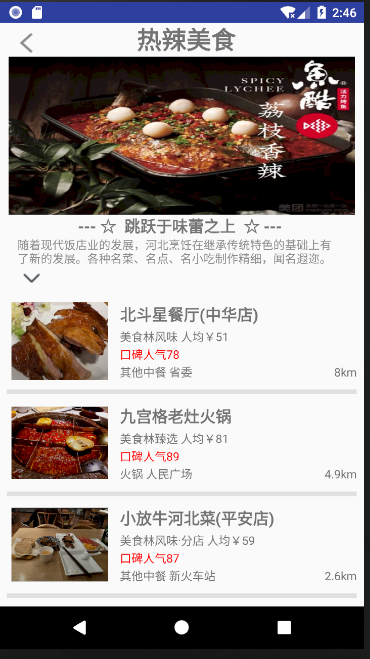 2:46
热辣美食
SPICY
LYCHEE
魚酷
活力烤鱼
荔枝香辣
--- ☆ 跳跃于味蕾之上 ☆ ---
随着现代饭店业的发展，河北烹饪在继承传统特色的基础上有
了新的发展。各种名菜、名点、名小吃制作精细，闻名遐迩。
北斗星餐厅(中华店)
美食林风味 人均￥51
口碑人气78
其他中餐 省委 8km
九宫格老灶火锅
美食林臻选 人均￥81
口碑人气89
火锅 人民广场 4.9km
小放牛河北菜(平安店)
美食林风味·分店 人均￥59
口碑人气87
其他中餐 新火车站 2.6km